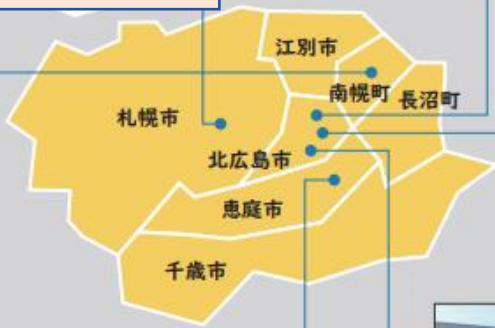 江別市
南幌町
長沼町
札幌市
北広島市
恵庭市
千歳市